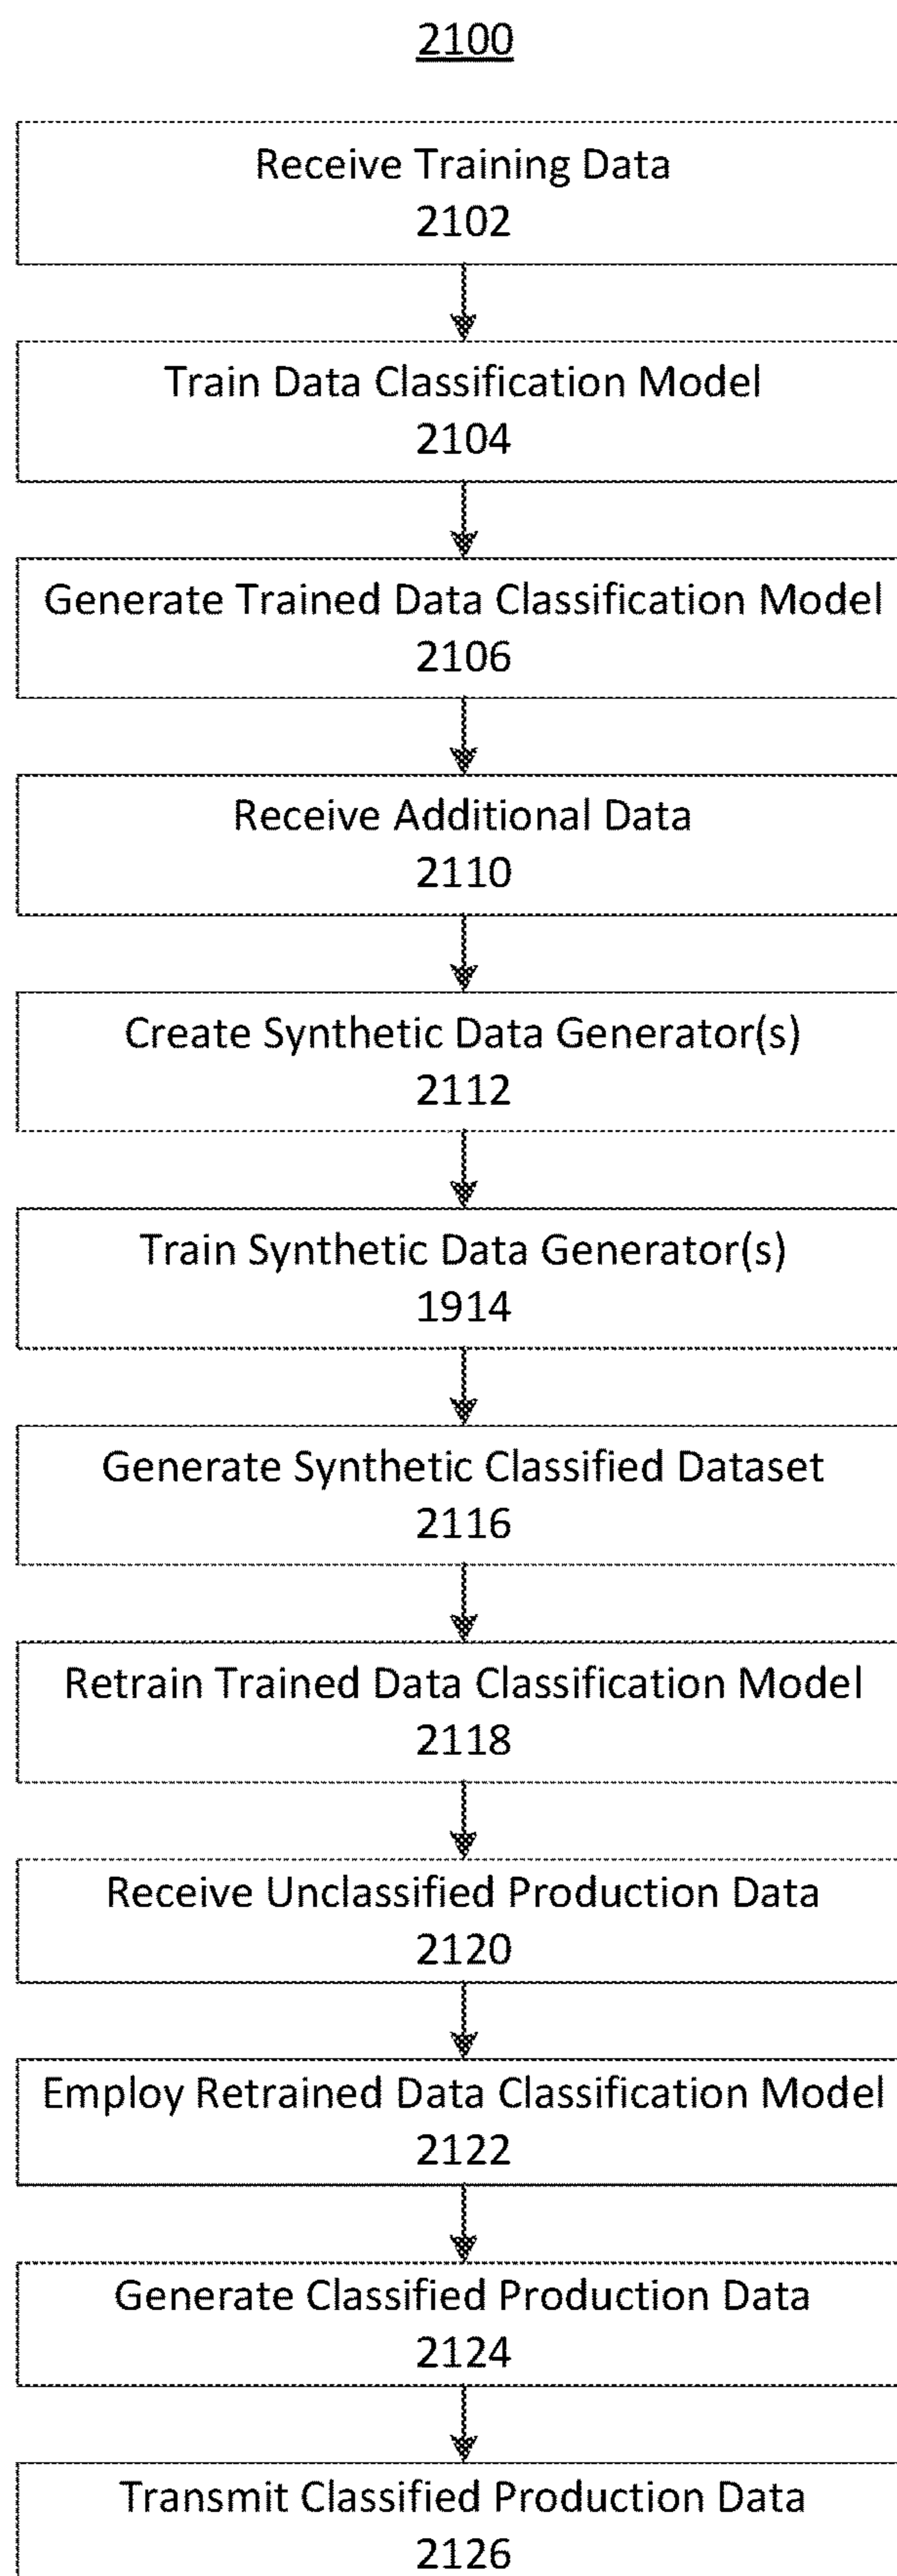 2100
Receive Training Data
2102
Train Data Classification Model
2104
Generate Trained Data Classification Model
2106
Receive Additional Data
2110
Create Synthetic Data Generator(s)
2112
Train Synthetic Data Generator(s)
1914
Generate Synthetic Classified Dataset
2116
Retrain Trained Data Classification Model
2118
Receive Unclassified Production Data
2120
Employ Retrained Data Classification Model
2122
Generate Classified Production Data
2124
Transmit Classified Production Data
2126